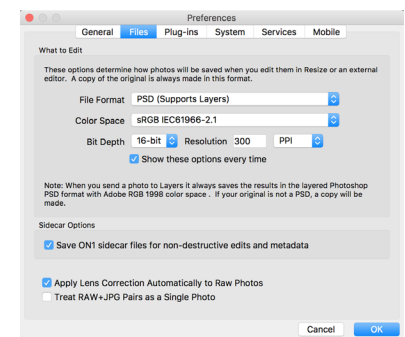 Preferences
General Files Plug-ins System Services Mobile
What to Edit
These options determine how photos will be saved when you edit them in Resize or an external
editor. A copy of the original is always made in this format.
File Format PSD (Supports Layers)
Color Space sRGB IEC61966-2.1
Bit Depth 16-bit Resolution 300 PPI
Show these options every time
Note: When you send a photo to Layers it always saves the results in the layered Photoshop
PSD format with Adobe RGB 1998 color space . If your original is not a PSD, a copy will be
made.
Sidecar Options
Save ON1 sidecar files for non-destructive edits and metadata
Apply Lens Correction Automatically to Raw Photos
Treat RAW+JPG Pairs as a Single Photo
Cancel OK